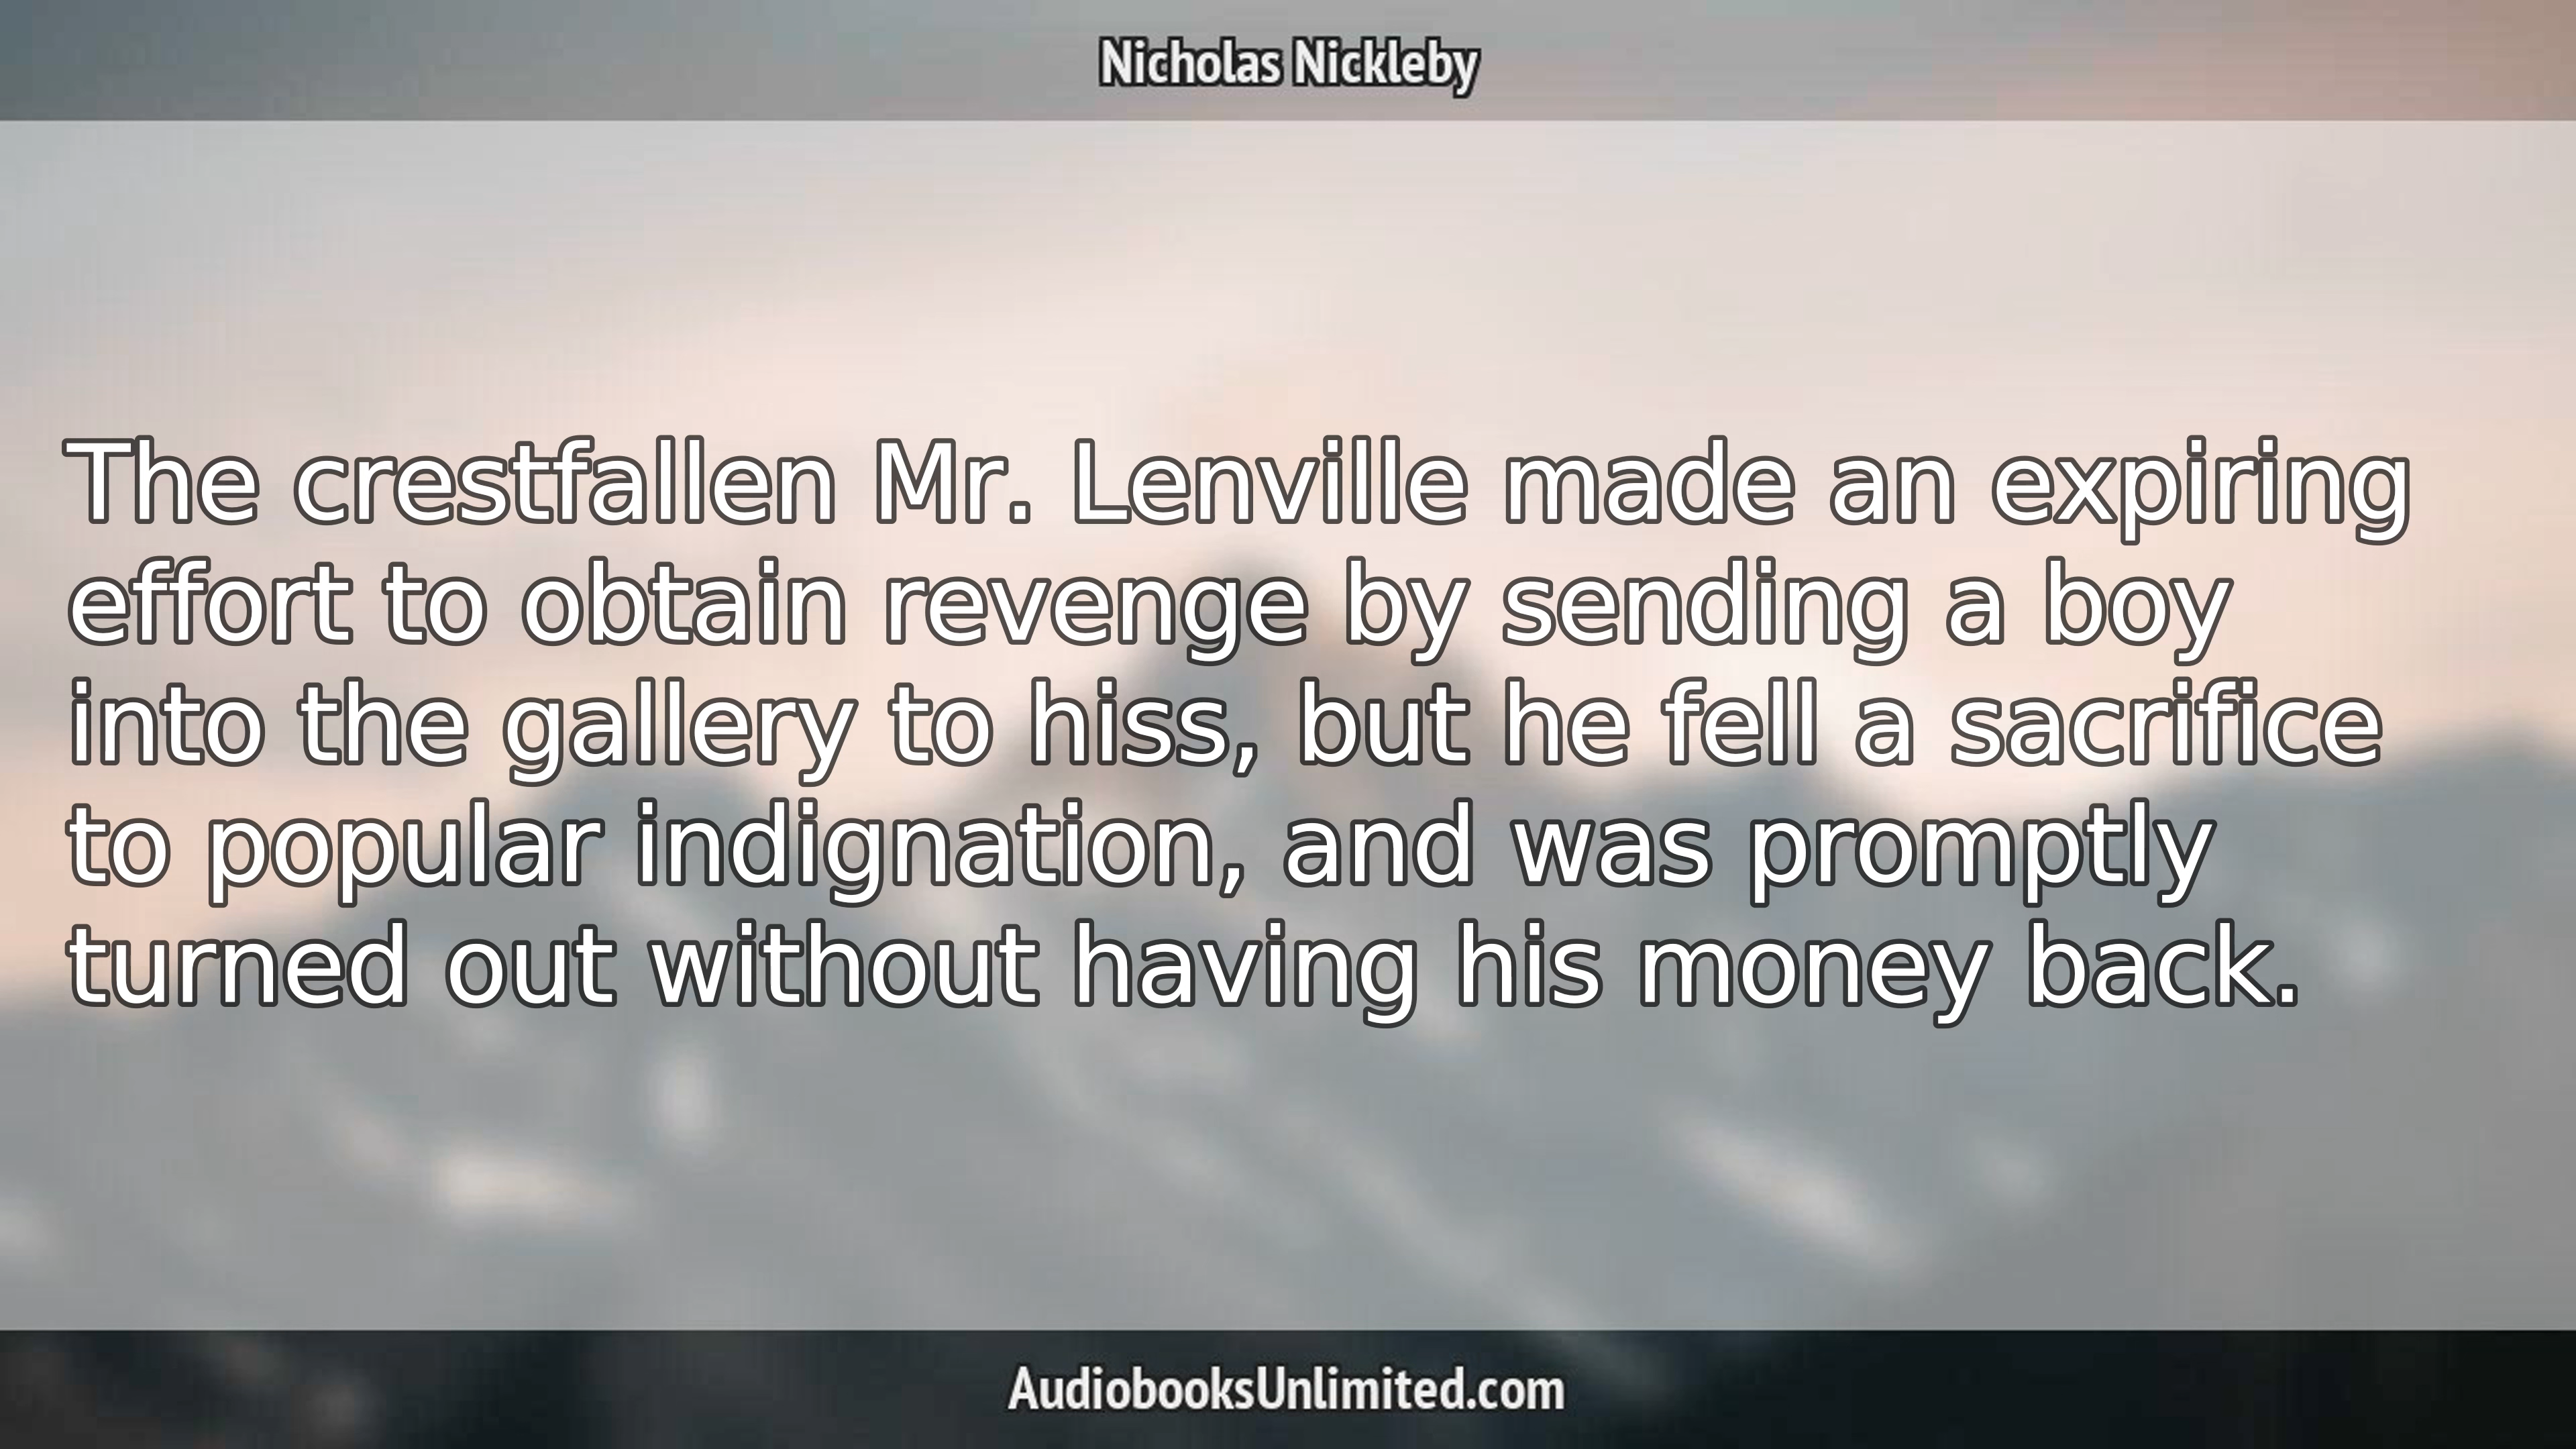 Nicholas Nickleby
The crestfallen Mr. Lenville made an expiring
effort to obtain revenge by sending a boy
into the gallery to hiss, but he fell a sacrifice
to popular indignation, and was promptly
turned out without having his money back.
AudiobooksUnlimited.com